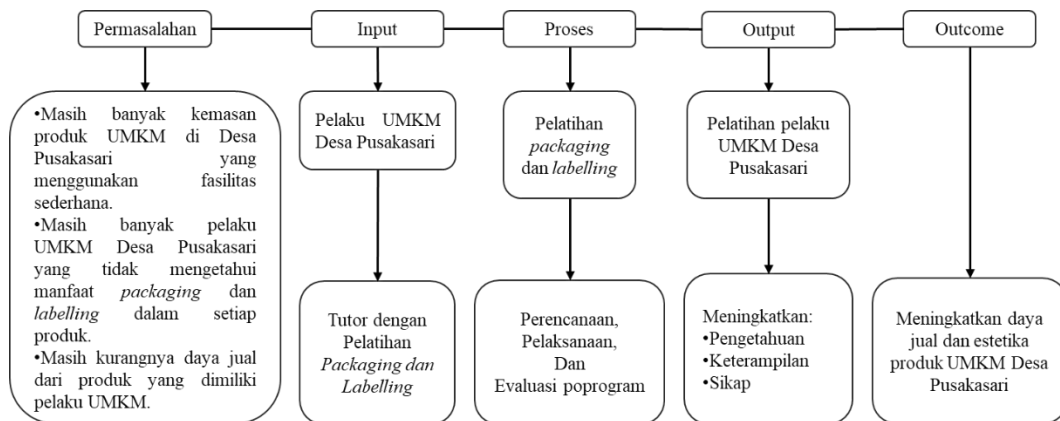 Permasalahan
Input
Proses
Output
Outcome
•Masih banyak kemasan
produk UMKM di Desa
Pusakasari yang
menggunakan fasilitas
sederhana.
•Masih banyak pelaku
UMKM Desa Pusakasari
yang tidak mengetahui
manfaat packaging dan
labelling dalam setiap
produk.
•Masih kurangnya daya jual
dari produk yang dimiliki
pelaku UMKM.
Pelaku UMKM
Desa Pusakasari
Tutor dengan
Pelatihan
Packaging dan
Labelling
Pelatihan
packaging
dan labelling
Perencanaan,
Pelaksanaan,
Dan
Evaluasi poprogram
Pelatihan pelaku
UMKM Desa
Pusakasari
Meningkatkan:
•Pengetahuan
•Keterampilan
•Sikap
Meningkatkan daya
jual dan estetika
produk UMKM Desa
Pusakasari